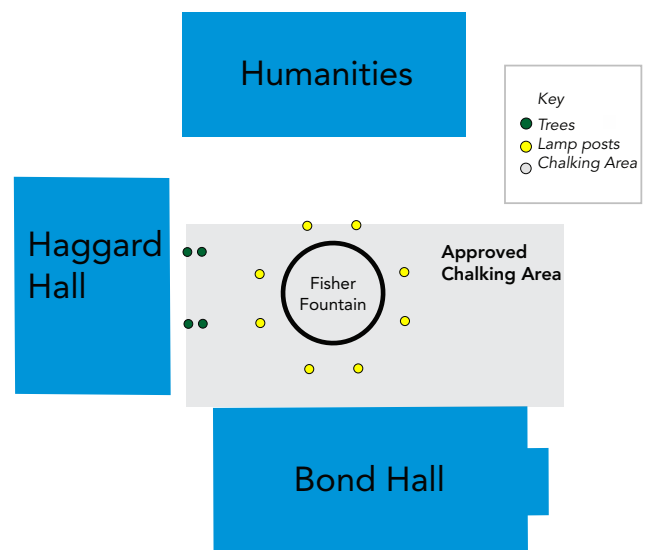 Humanities
Key
Trees
Lamp posts
Chalking Area
Haggard
Hall
Approved
Chalking Area
Fisher
Fountain
Bond Hall